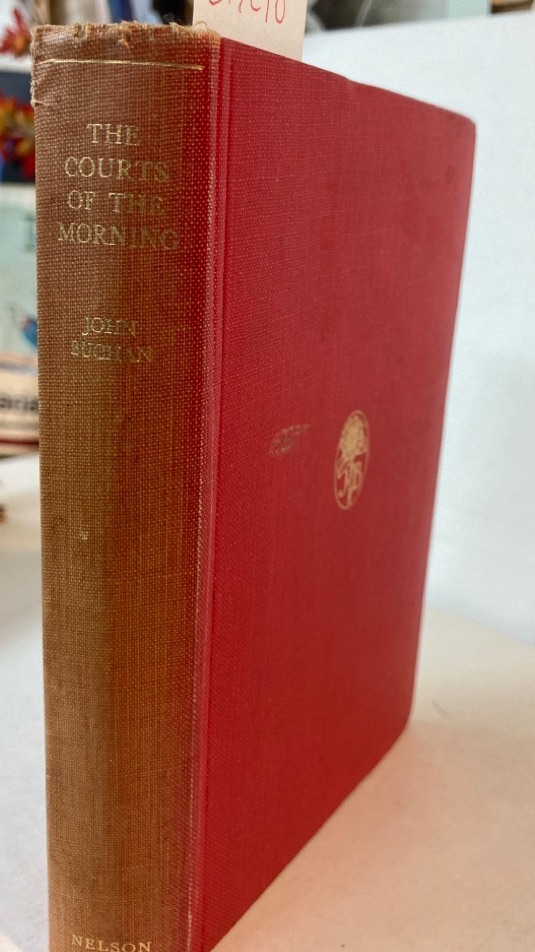 THE
COURTS
OF THE
MORNING
JOHN
BUCHAN
NELSON